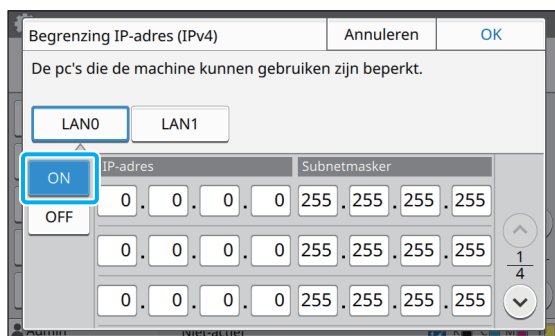 Begrenzing IP-adres (IPv4) Annuleren OK
De pc's die de machine kunnen gebruiken zijn beperkt.
LAN0 LAN1
ON IP-adres Subnetmasker
0. 0. 0. 0 255. 255. 255. 255
OFF
0. 0. 0. 0 255. 255. 255. 255
1
4
0. 0. 0. 0 255. 255. 255. 255
Admin Niet-actief